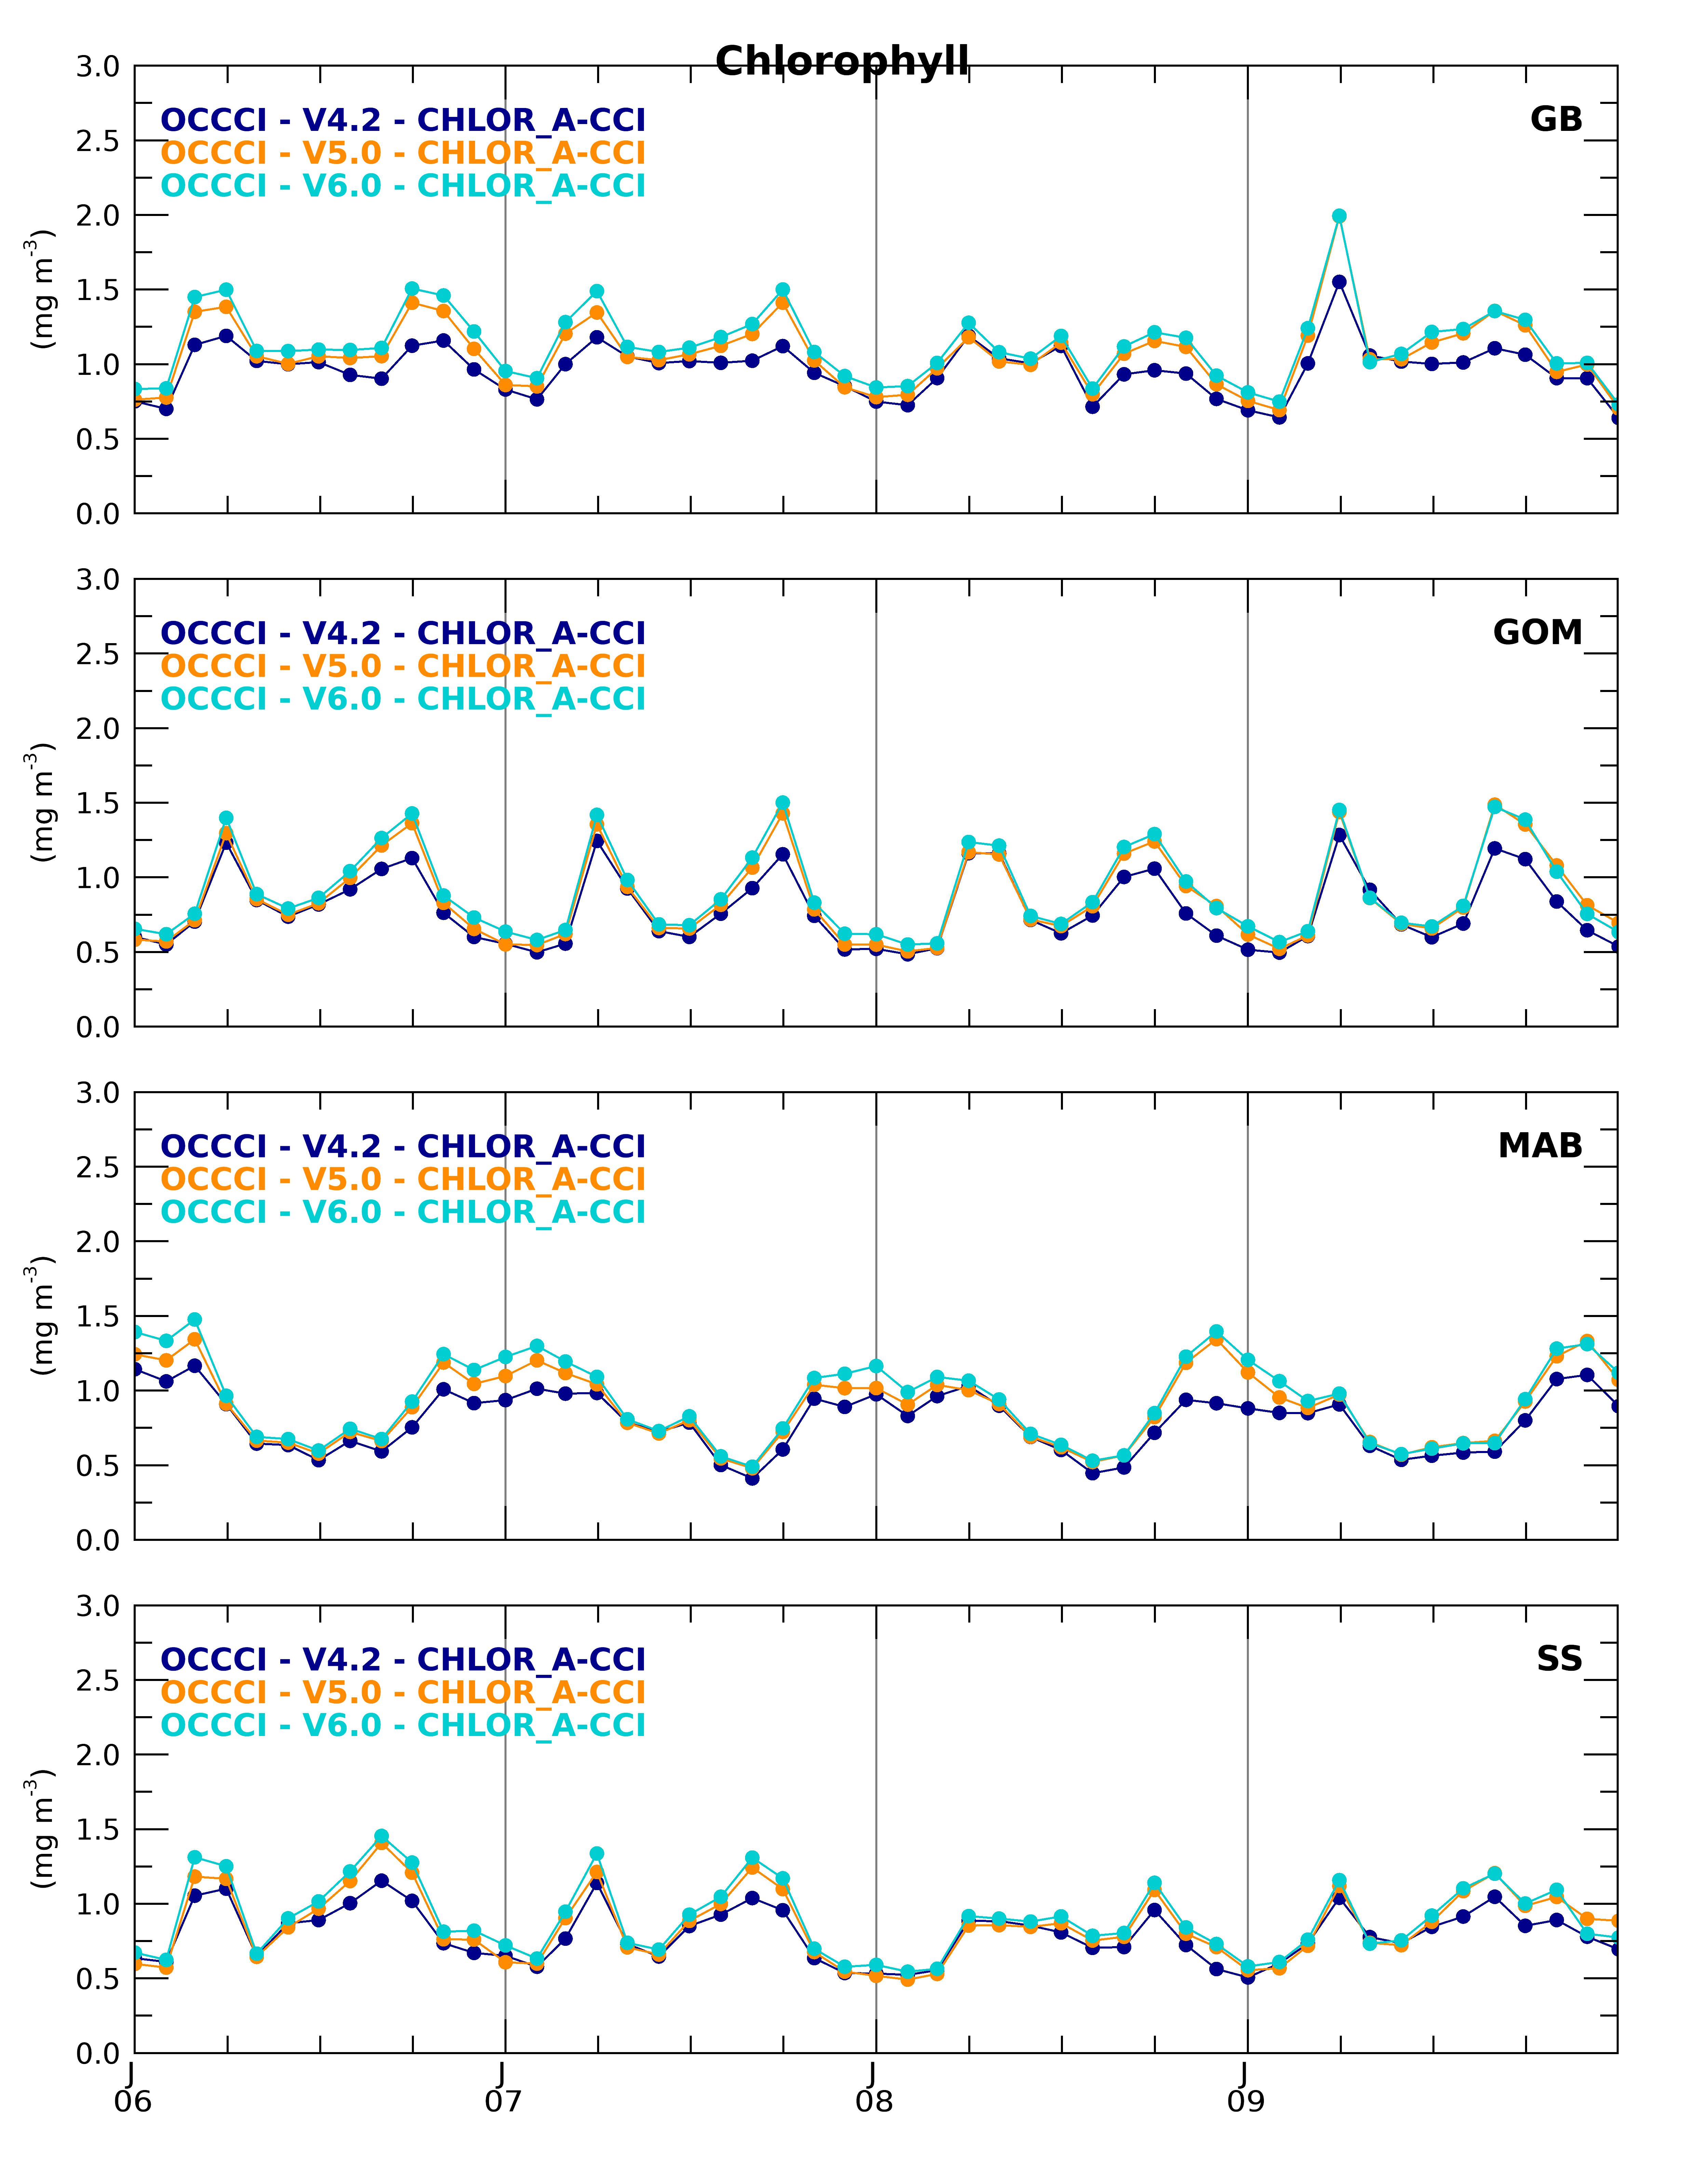 Chlorophyll
3.0
OCCCI - V4.2 - CHLOR_A-CCI GB
2.5
OCCCI - V5.0 - CHLOR_A-CCI
OCCCI - V6.0 - CHLOR_A-CCI
2.0
(mg m-3)
1.5
1.0
0.5
0.0
3.0
OCCCI - V4.2 - CHLOR_A-CCI GOM
2.5
OCCCI - V5.0 - CHLOR_A-CCI
OCCCI - V6.0 - CHLOR_A-CCI
2.0
(mg m-3)
1.5
1.0
0.5
0.0
3.0
OCCCI - V4.2 - CHLOR_A-CCI MAB
2.5
OCCCI - V5.0 - CHLOR_A-CCI
OCCCI - V6.0 - CHLOR_A-CCI
2.0
(mg m-3)
1.5
1.0
0.5
0.0
3.0
OCCCI - V4.2 - CHLOR_A-CCI SS
2.5
OCCCI - V5.0 - CHLOR_A-CCI
OCCCI - V6.0 - CHLOR_A-CCI
2.0
(mg m-3)
1.5
1.0
0.5
0.0
J J J J
06 07 08 09